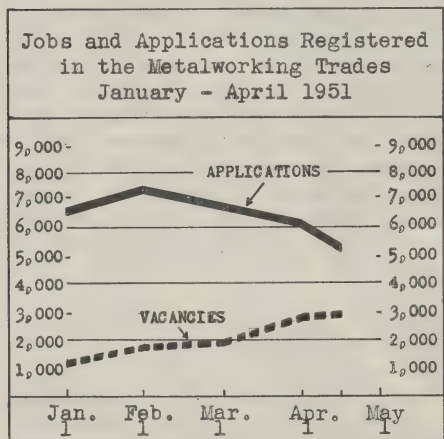 Jobs and Applications Registered
in the Metalworking Trades
January - April 1951
9,000 - - 9,000
8,000 8,000
APPLICATIONS
7,000 - - 7,000
6,000 6,000
5,000 - - 5,000
4,000 4,000
3,000 - - 3,000
VACANCIES
2,000 2,000
1,000 1,000
Jan. Feb. Mar. Apr. May
1 1 1 1 1